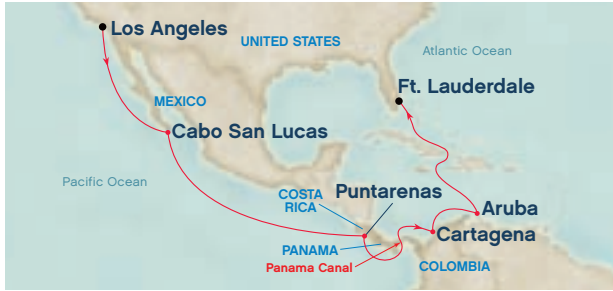 Los Angeles
UNITED STATES
Atlantic Ocean
Ft. Lauderdale
MEXICO
Cabo San Lucas
Pacific Ocean
COSTA
RICA
Puntarenas
Aruba
Cartagena
PANAMA
Panama Canal
COLOMBIA